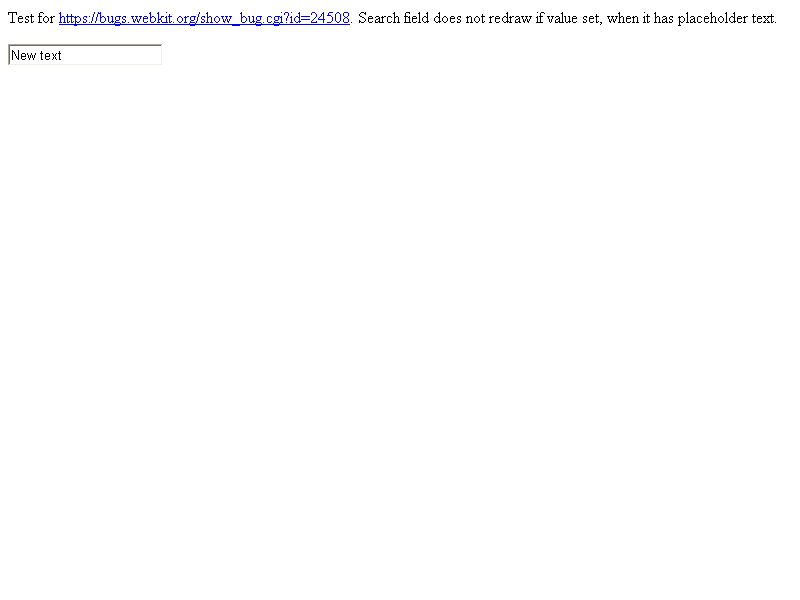 Test for https://bugs.webkit.org/show_bug.cgi?id=24508. Search field does not redraw if value set, when it has placeholder text.
New text